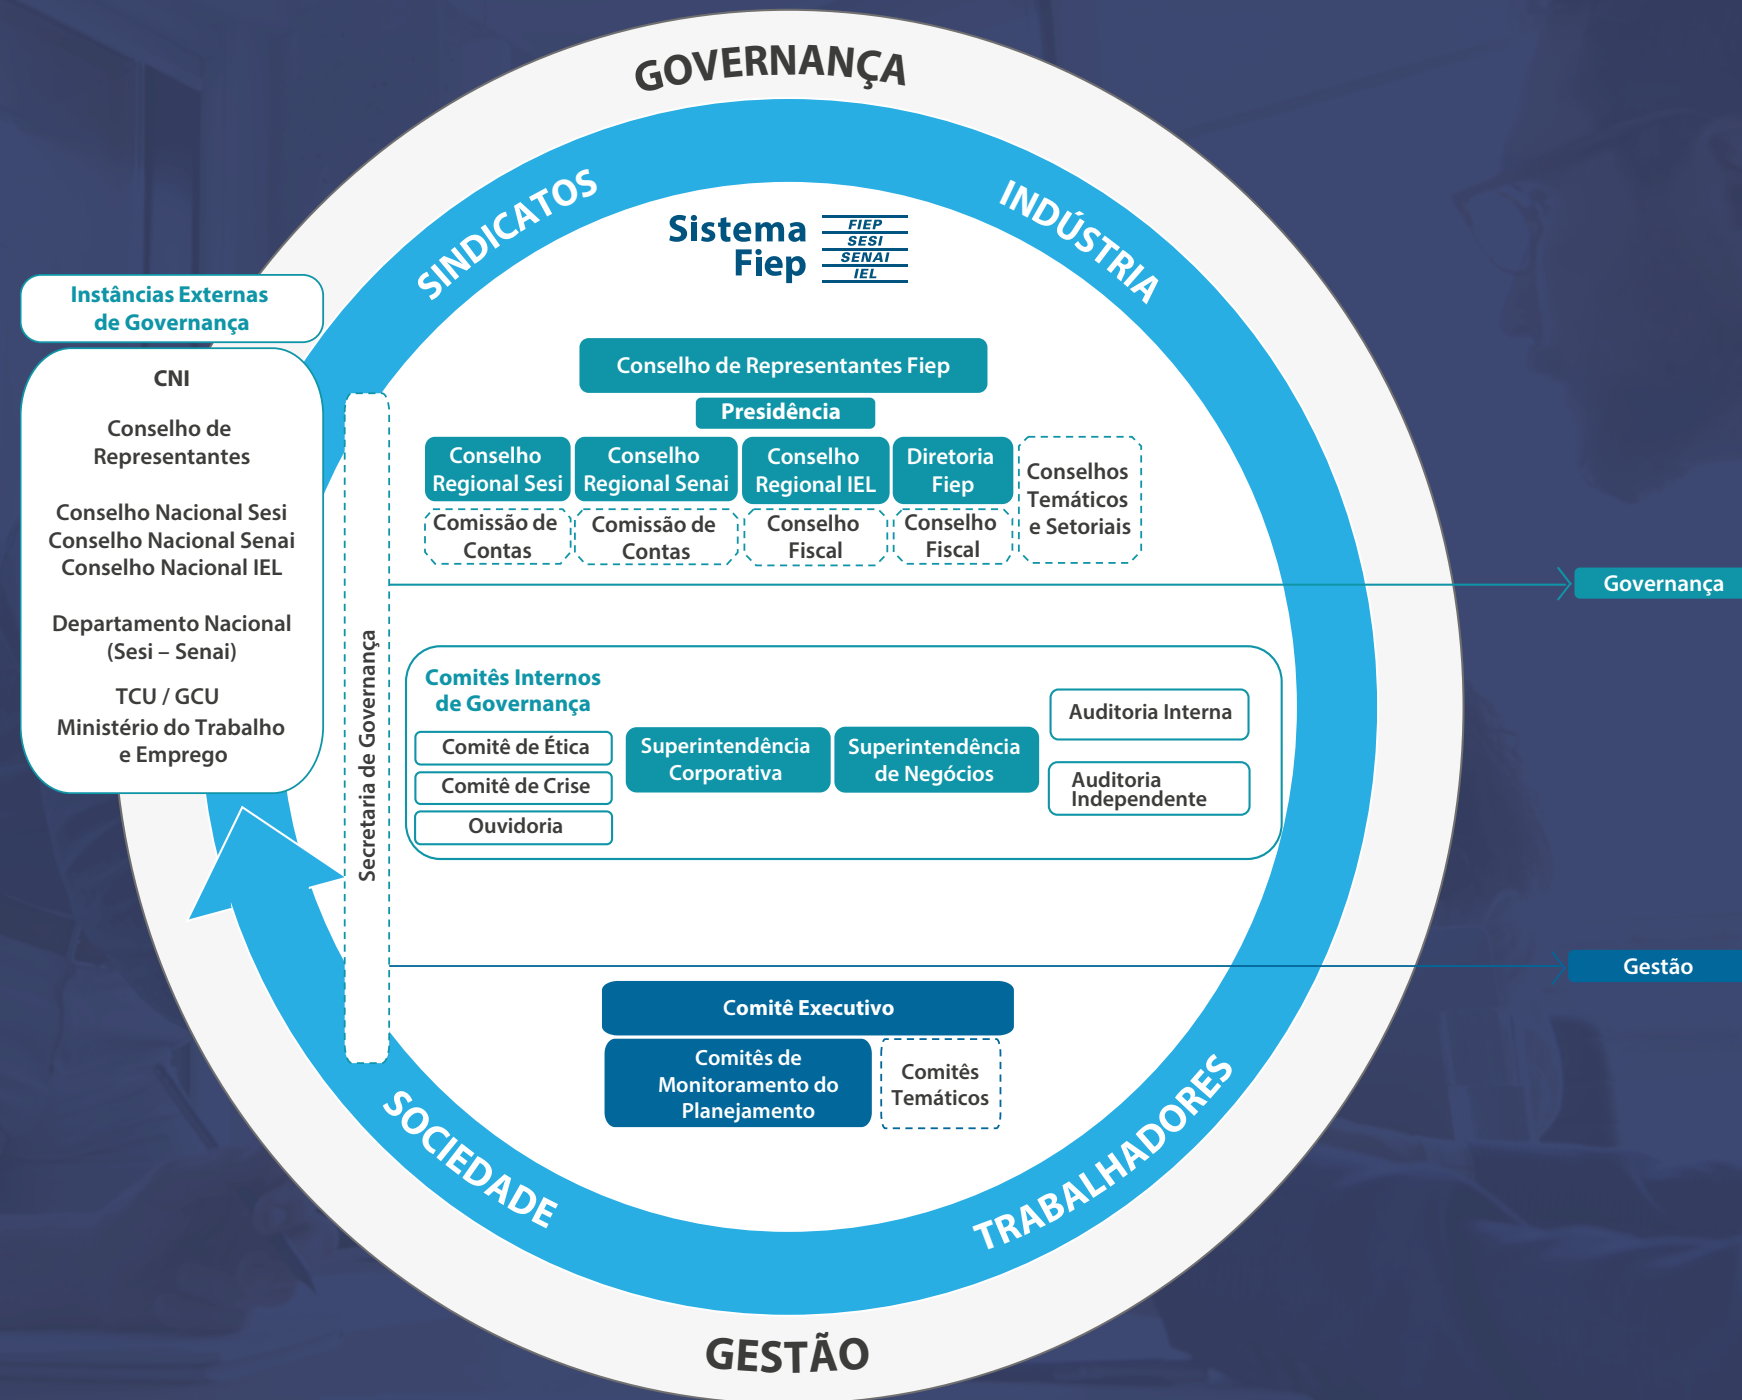 GOVERNANÇA
SINDICATOS
INDÚSTRIA
Sistema
Fiep
FIEP
SESI
SENAI
IEL
Instâncias Externas
de Governança
CNI
Conselho de
Representantes
Conselho Nacional Sesi
Conselho Nacional Senai
Conselho Nacional IEL
Departamento Nacional
(Sesi – Senai)
TCU / GCU
Ministério do Trabalho
e Emprego
Secretaria de Governança
Conselho de Representantes Fiep
Presidência
Conselho
Regional Sesi
Conselho
Regional Senai
Conselho
Regional IEL
Diretoria
Fiep
Conselhos
Temáticos
e Setoriais
Comissão de
Contas
Comissão de
Contas
Conselho
Fiscal
Conselho
Fiscal
Governança
Comitês Internos
de Governança
Comitê de Ética
Comitê de Crise
Ouvidoria
Superintendência
Corporativa
Superintendência
de Negócios
Auditoria Interna
Auditoria
Independente
Gestão
Comitê Executivo
Comitês de
Monitoramento do
Planejamento
Comitês
Temáticos
SOCIEDADE
TRABALHADORES
GESTÃO